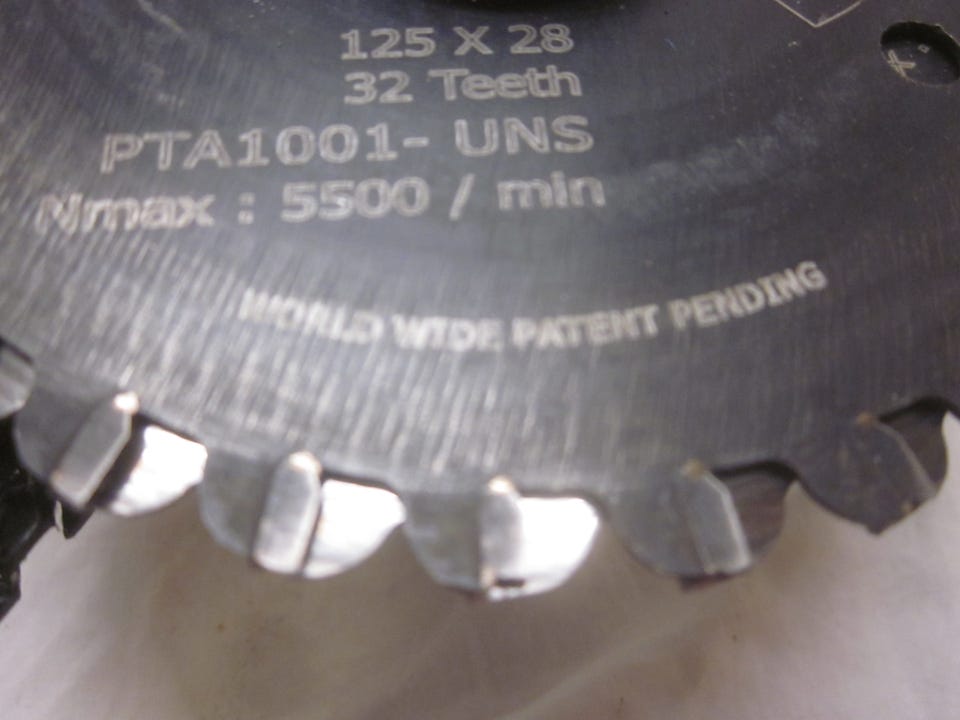 125 X 28
32 Teeth
PTA1001- UNS
Nmax : 5500 / min
WORLD WIDE PATENT PENDING